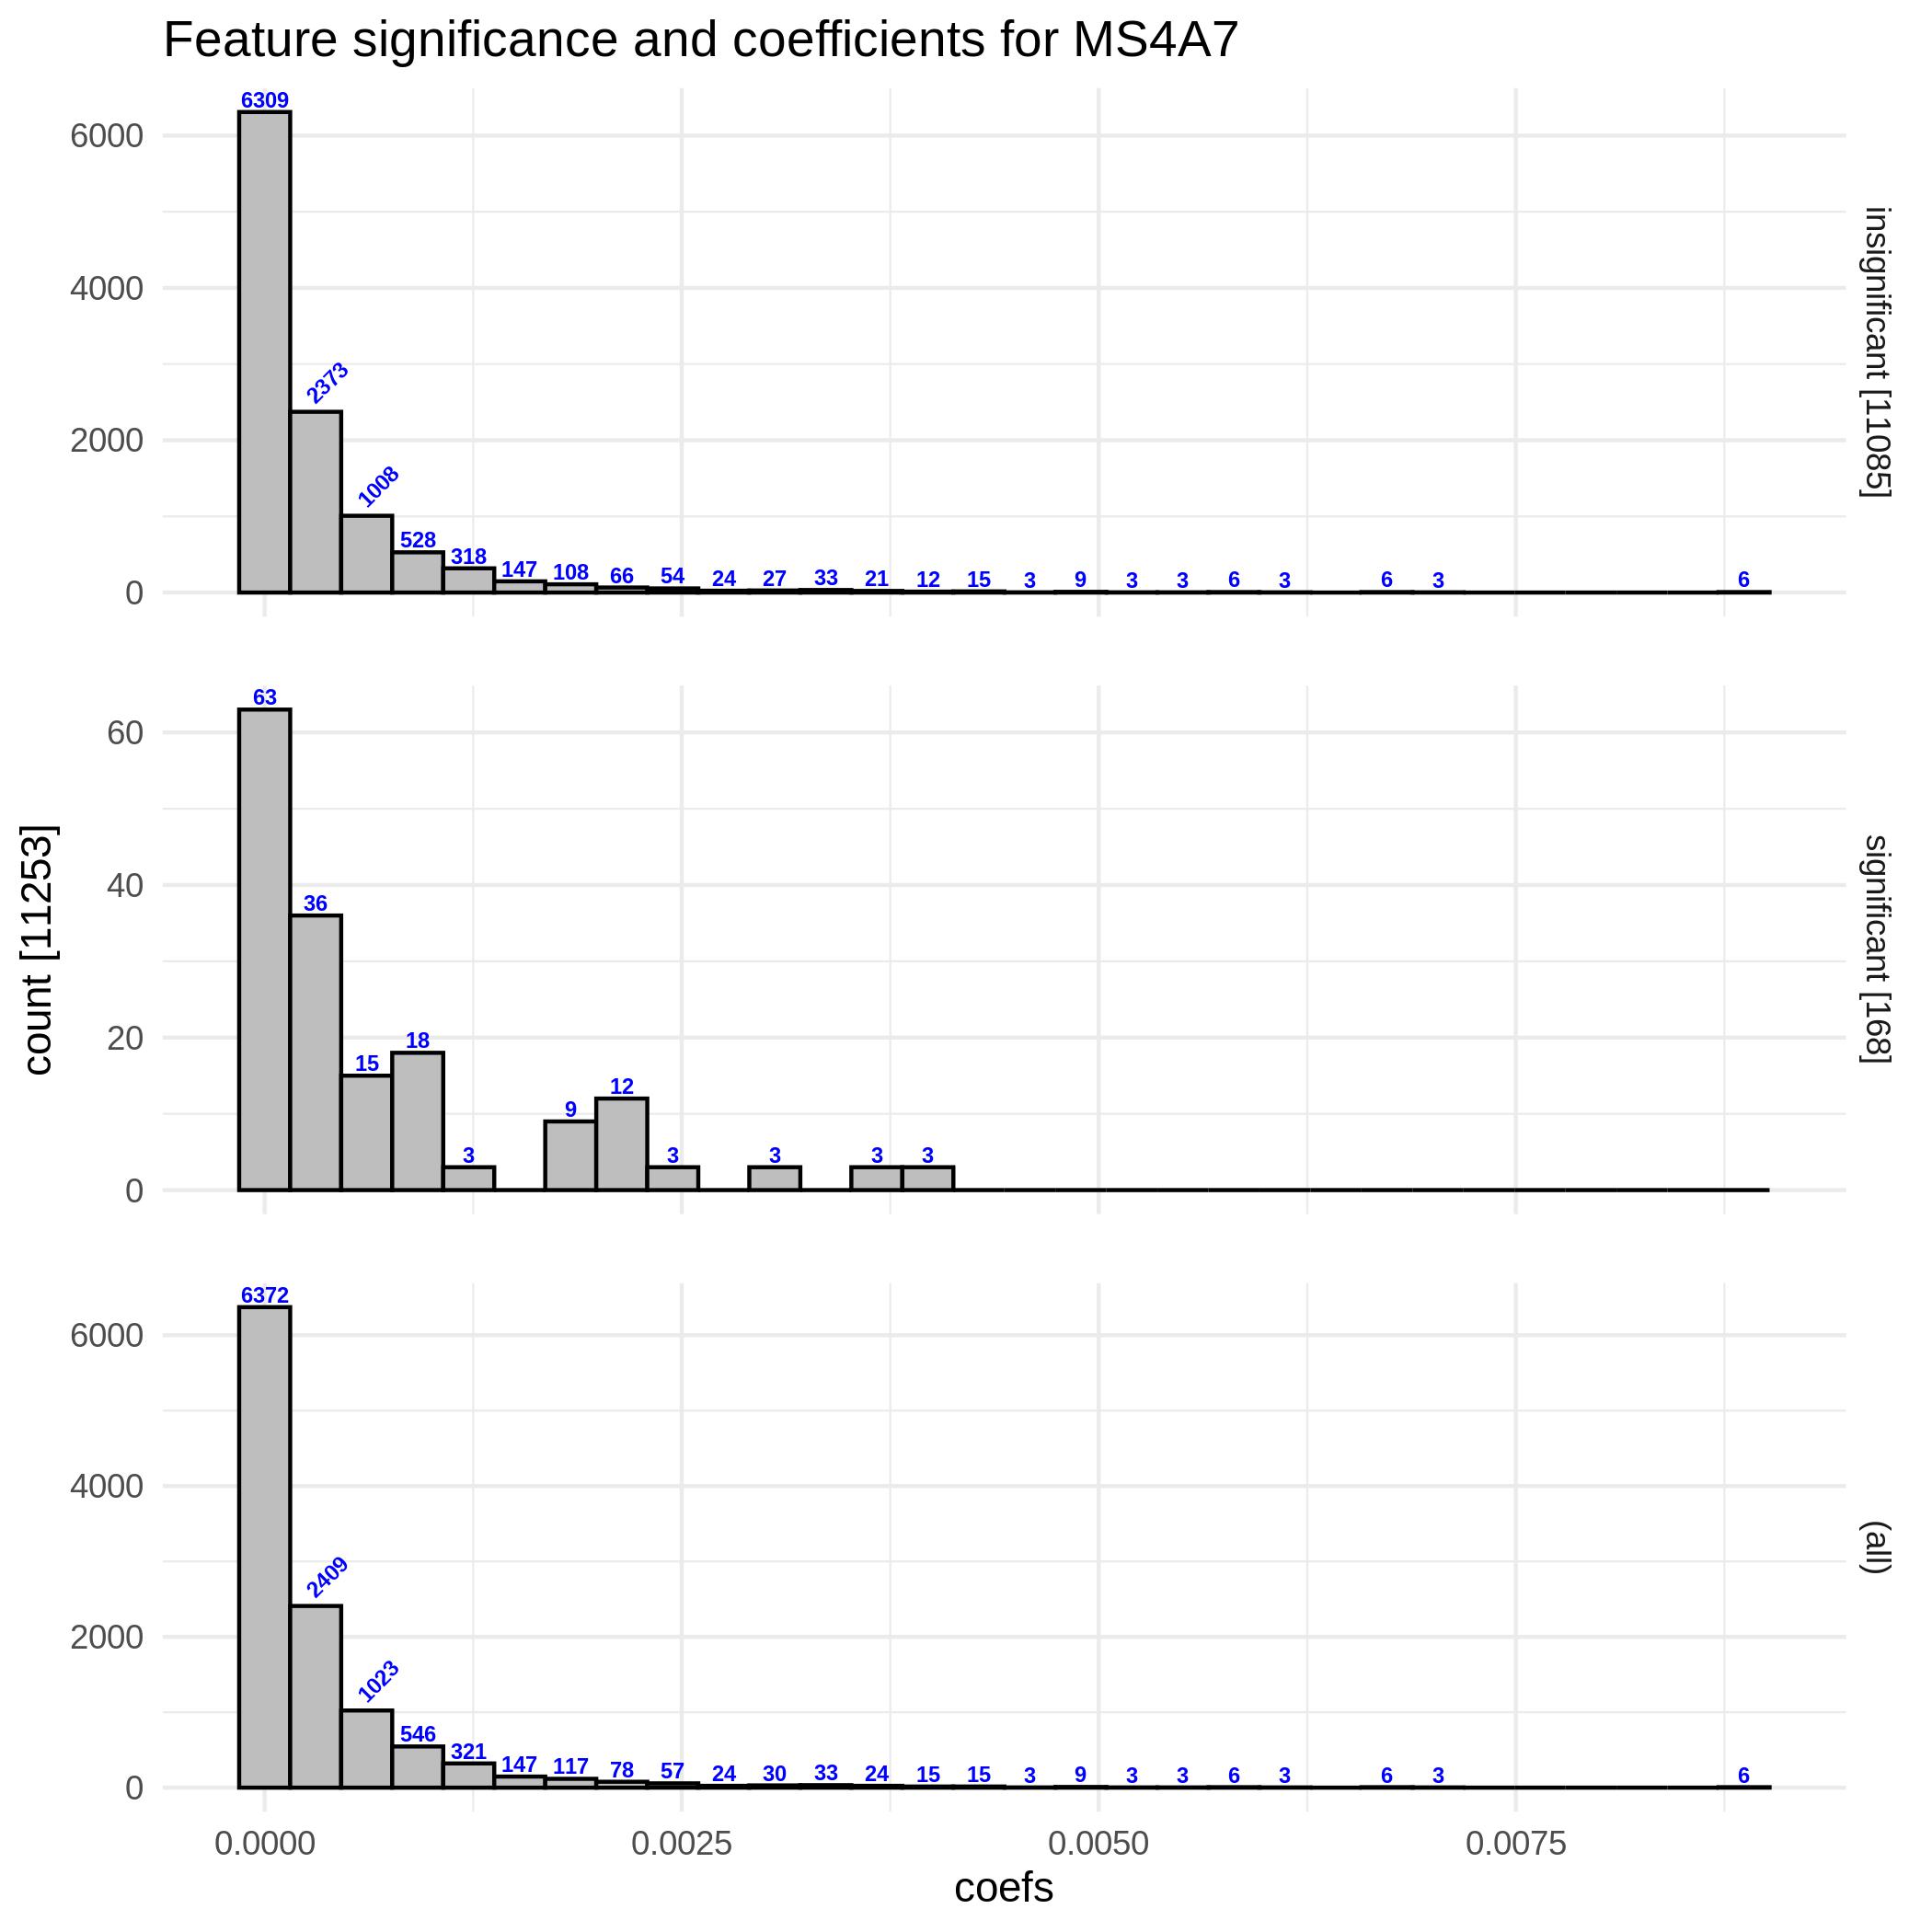 Feature significance and coefficients for MS4A7
count [11253]
6000
4000
2000
0
6309
2373
1008
528 318 147 108 66 54 24 27 33 21 12 15 3 9 3 3 6 3 6 3 6
insignificant [11085]
60
40
20
0
63
36
15 18 3 9 12 3 3 3 3
significant [168]
6000
4000
2000
0
6372
2409
1023
546 321 147 117 78 57 24 30 33 24 15 15 3 9 3 3 6 3 6 3 6
(all)
0.0000 0.0025 0.0050 0.0075
coefs